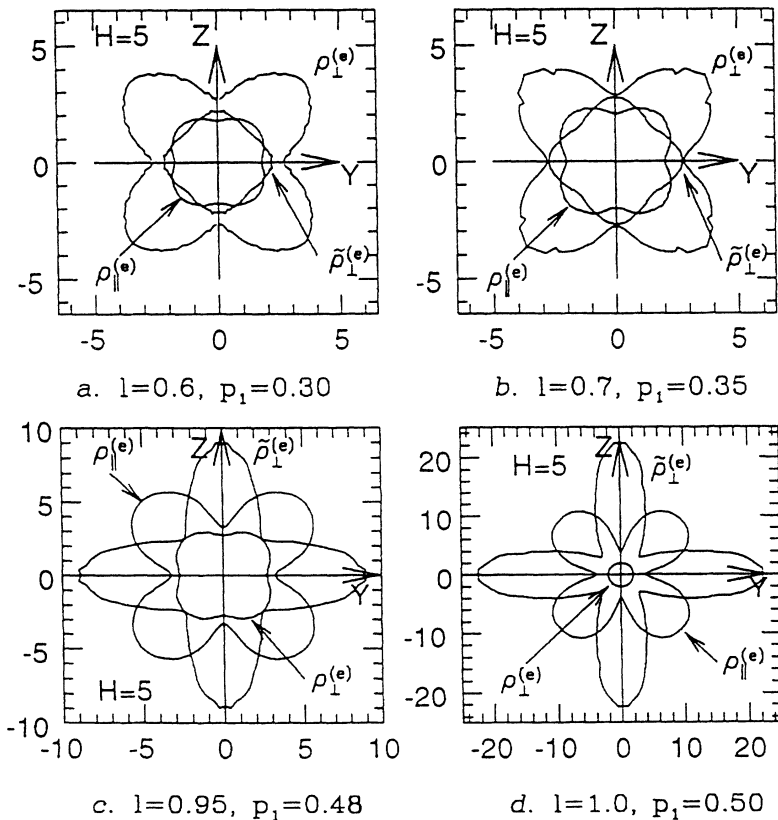 H=5 Z ρ⊥(e)
5
0
-5
Y
ρ∥(e) ρ̃⊥(e)
-5 0 5
a. l=0.6, p₁=0.30
H=5 Z ρ⊥(e)
5
0
-5
Y
ρ∥(e) ρ̃⊥(e)
-5 0 5
b. l=0.7, p₁=0.35
10
5
0
-5
-10
ρ∥(e) Z ρ̃⊥(e)
Y
H=5 ρ⊥(e)
-10 -5 0 5 10
c. l=0.95, p₁=0.48
20
10
0
-10
-20
H=5 Z ρ̃⊥(e)
Y
ρ⊥(e) ρ∥(e)
-20 -10 0 10 20
d. l=1.0, p₁=0.50